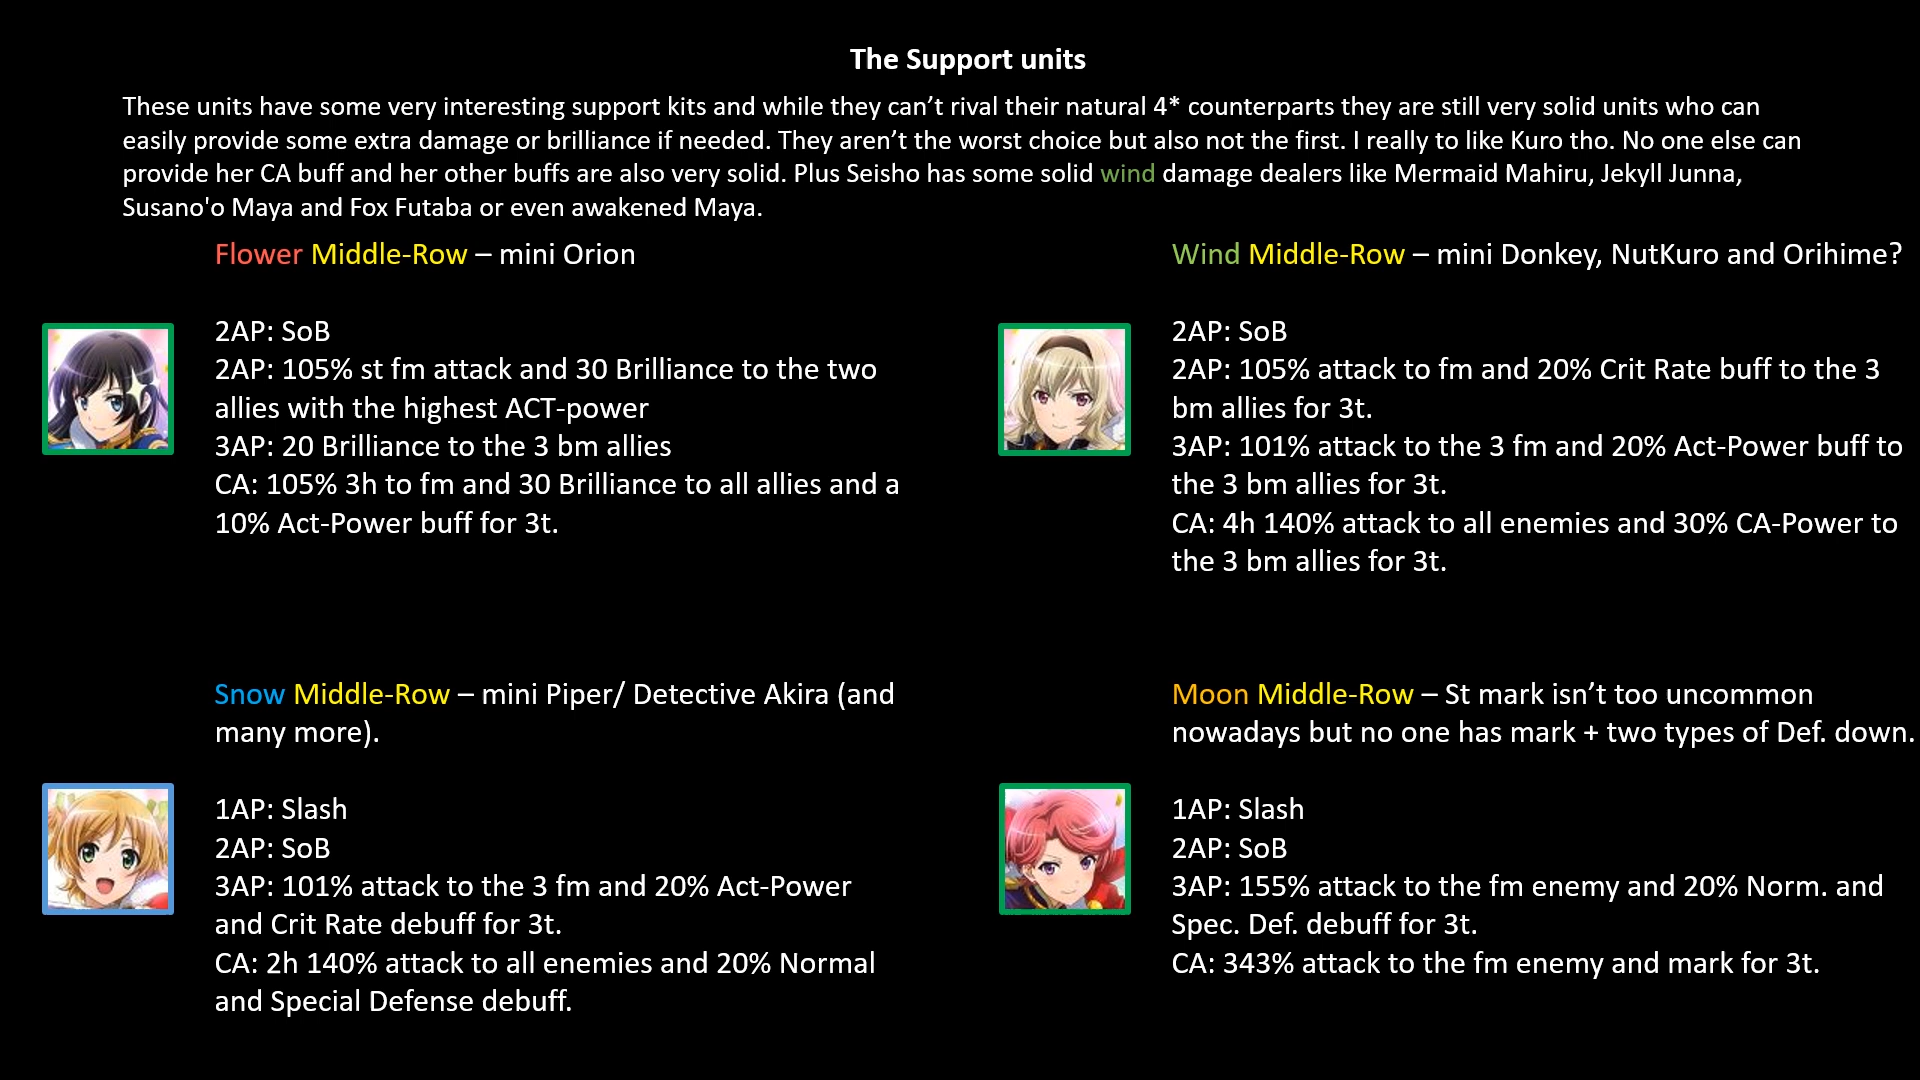 The Support units
These units have some very interesting support kits and while they can’t rival their natural 4* counterparts they are still very solid units who can
easily provide some extra damage or brilliance if needed. They aren’t the worst choice but also not the first. I really to like Kuro tho. No one else can
provide her CA buff and her other buffs are also very solid. Plus Seisho has some solid wind damage dealers like Mermaid Mahiru, Jekyll Junna,
Susano'o Maya and Fox Futaba or even awakened Maya.
Flower Middle-Row – mini Orion
2AP: SoB
2AP: 105% st fm attack and 30 Brilliance to the two
allies with the highest ACT-power
3AP: 20 Brilliance to the 3 bm allies
CA: 105% 3h to fm and 30 Brilliance to all allies and a
10% Act-Power buff for 3t.
Wind Middle-Row – mini Donkey, NutKuro and Orihime?
2AP: SoB
2AP: 105% attack to fm and 20% Crit Rate buff to the 3
bm allies for 3t.
3AP: 101% attack to the 3 fm and 20% Act-Power buff to
the 3 bm allies for 3t.
CA: 4h 140% attack to all enemies and 30% CA-Power to
the 3 bm allies for 3t.
Snow Middle-Row – mini Piper/ Detective Akira (and
many more).
1AP: Slash
2AP: SoB
3AP: 101% attack to the 3 fm and 20% Act-Power
and Crit Rate debuff for 3t.
CA: 2h 140% attack to all enemies and 20% Normal
and Special Defense debuff.
Moon Middle-Row – St mark isn’t too uncommon
nowadays but no one has mark + two types of Def. down.
1AP: Slash
2AP: SoB
3AP: 155% attack to the fm enemy and 20% Norm. and
Spec. Def. debuff for 3t.
CA: 343% attack to the fm enemy and mark for 3t.